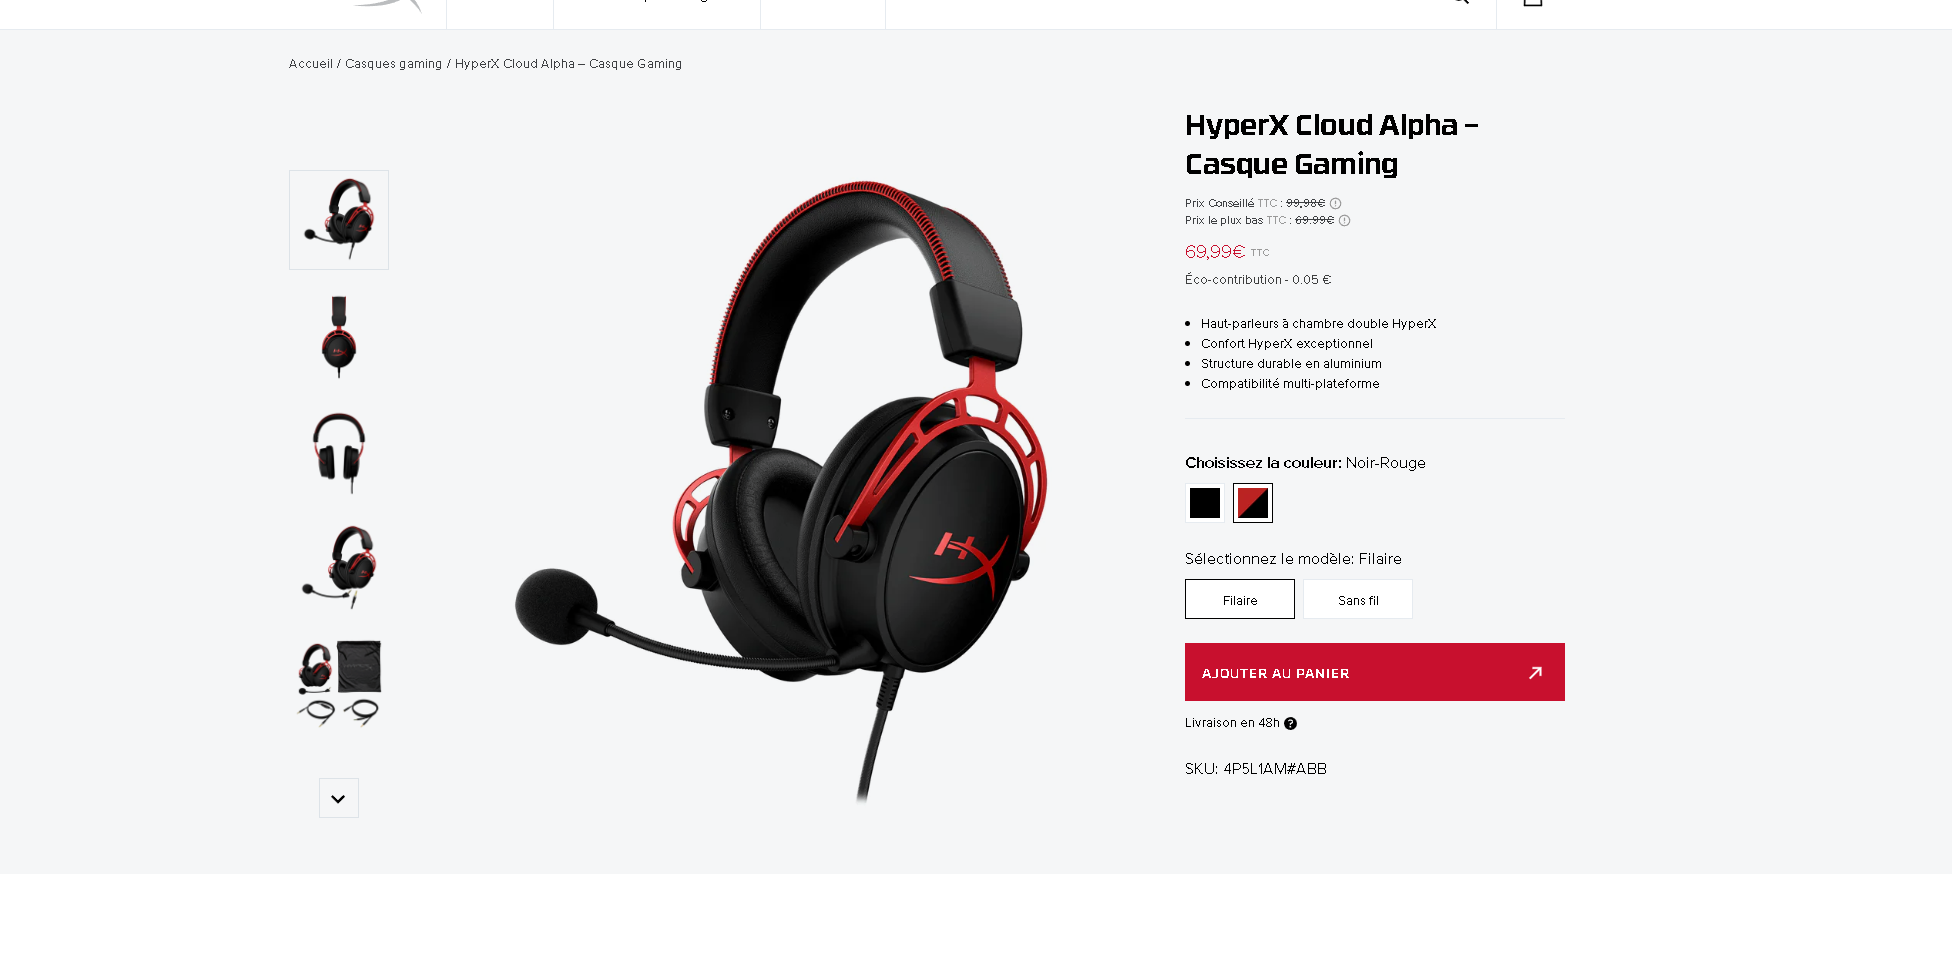 Accueil / Casques gaming / HyperX Cloud Alpha – Casque Gaming
HyperX Cloud Alpha –
Casque Gaming
Prix Conseillé TTC : 99,98€
Prix le plus bas TTC : 69.99€
69,99€ TTC
Éco-contribution - 0.05 €
Haut-parleurs à chambre double HyperX
Confort HyperX exceptionnel
Structure durable en aluminium
Compatibilité multi-plateforme
Choisissez la couleur: Noir-Rouge
Sélectionnez le modèle: Filaire
Filaire
Sans fil
AJOUTER AU PANIER
Livraison en 48h
SKU: 4P5L1AM#ABB
HX